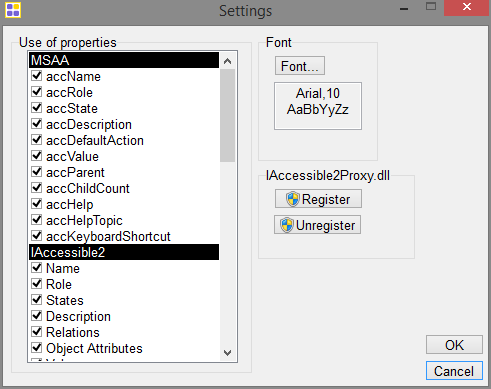 Settings
Use of properties
MSAA
accName
accRole
accState
accDescription
accDefaultAction
accValue
accParent
accChildCount
accHelp
accHelpTopic
accKeyboardShortcut
IAccessible2
Name
Role
States
Description
Relations
Object Attributes
Font
Font...
Arial,10
AaBbYyZz
IAccessible2Proxy.dll
Register
Unregister
OK
Cancel